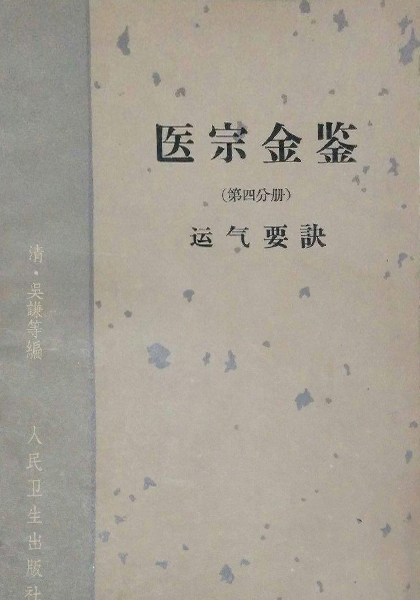 医宗金鉴
(第四分册)
运气要訣
清·吴謙等編
人民卫生出版社